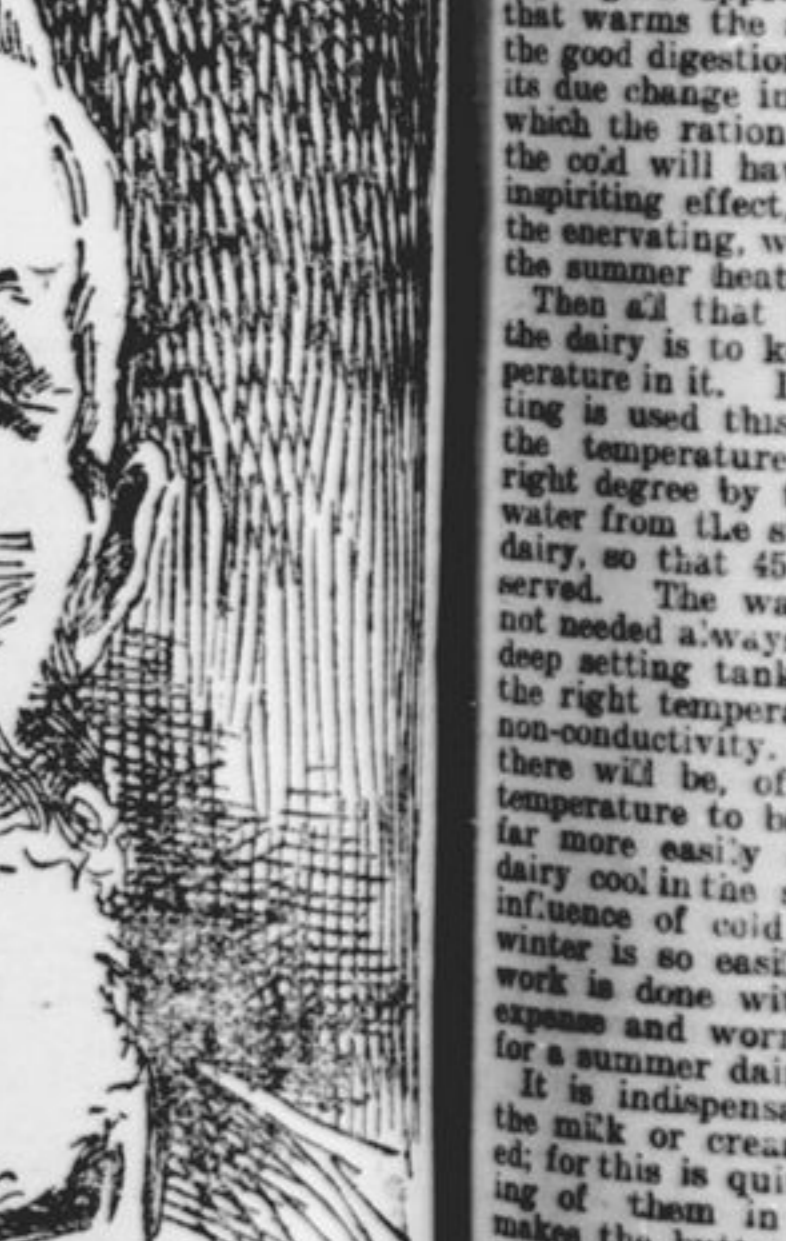 that warms the
the good digestion
its due change in
which the ration
the cold will hav
inspiriting effect,
the enervating, w
the summer heat
Then all that
the dairy is to k
perature in it. I
ting is used this
the temperature
right degree by
water from the s
dairy, so that 45
served. The wa
not needed always
deep setting tank
the right tempera
non-conductivity.
there will be, of
temperature to b
far more easily
dairy cool in the s
influence of cold
winter is so easi
work is done wi
expense and worr
for a summer dai
It is indispensa
the milk or crea
ed; for this is qui
ing of them in
makes the